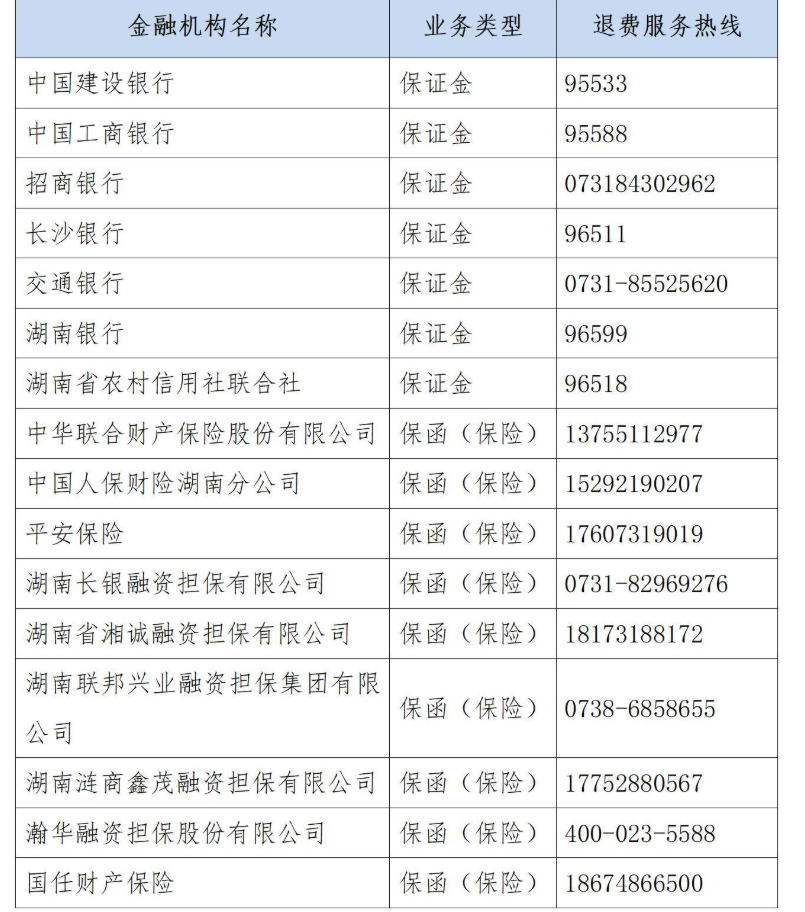 金融机构名称 业务类型 退费服务热线
中国建设银行 保证金 95533
中国工商银行 保证金 95588
招商银行 保证金 073184302962
长沙银行 保证金 96511
交通银行 保证金 0731-85525620
湖南银行 保证金 96599
湖南省农村信用社联合社 保证金 96518
中华联合财产保险股份有限公司 保函（保险） 13755112977
中国人保财险湖南分公司 保函（保险） 15292190207
平安保险 保函（保险） 17607319019
湖南长银融资担保有限公司 保函（保险） 0731-82969276
湖南省湘诚融资担保有限公司 保函（保险） 18173188172
湖南联邦兴业融资担保集团有限
公司 保函（保险） 0738-6858655
湖南涟商鑫茂融资担保有限公司 保函（保险） 17752880567
瀚华融资担保股份有限公司 保函（保险） 400-023-5588
国任财产保险 保函（保险） 18674866500